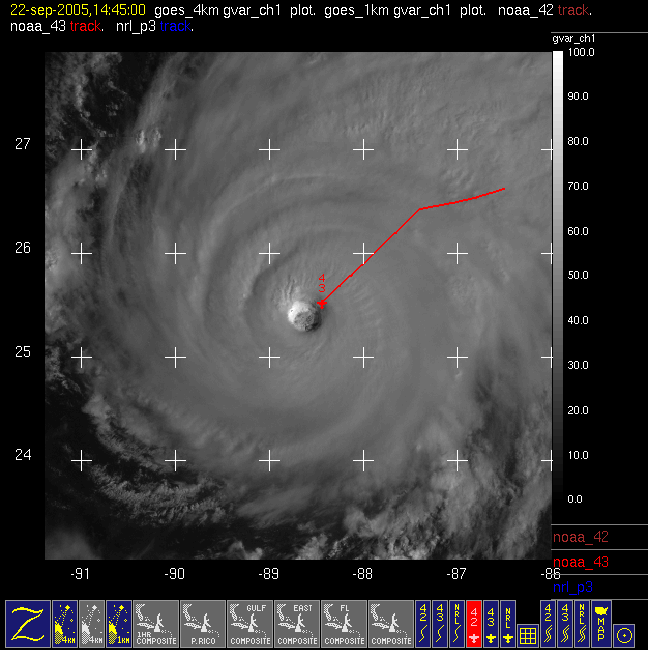 22-sep-2005,14:45:00 goes_4km gvar_ch1 plot. goes_1km gvar_ch1 plot. noaa_42 track.
noaa_43 track. nrl_p3 track.
gvar_ch1
100.0
90.0
80.0
70.0
60.0
50.0
40.0
30.0
20.0
10.0
0.0
27
26
25
24
43
-91 -90 -89 -88 -87 -86
noaa_42
noaa_43
nrl_p3
Z 4KM 4KM 1KM 1HR COMPOSITE P.RICO GULF COMPOSITE EAST COMPOSITE FL COMPOSITE COMPOSITE 42 43 NRL 42 43 NRL 42 43 NRL MAP